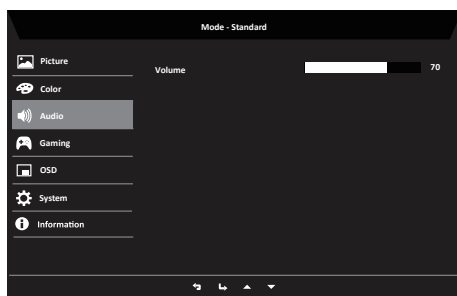 Mode - Standard
Picture
Volume 70
Color
Audio
Gaming
OSD
System
Information